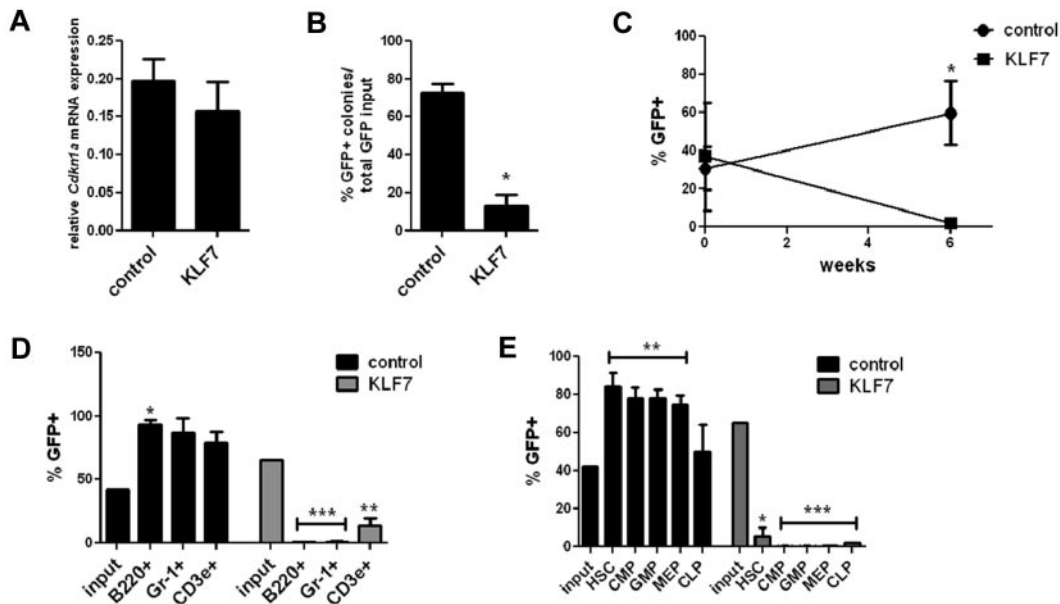 A
relative Cdkn1a mRNA expression
0.25
0.20
0.15
0.10
0.05
0.00
control
KLF7
B
% GFP+ colonies/
total GFP input
100
80
60
40
20
0
*
control
KLF7
C
% GFP+
100
80
60
40
20
0
*
0
2
4
6
weeks
control
KLF7
D
% GFP+
150
100
50
0
*
***
**
control
KLF7
input
B220+
Gr-1+
CD3e+
input
B220+
Gr-1+
CD3e+
E
% GFP+
100
80
60
40
20
0
**
*
***
control
KLF7
input
HSC
CMP
GMP
MEP
CLP
input
HSC
CMP
GMP
MEP
CLP